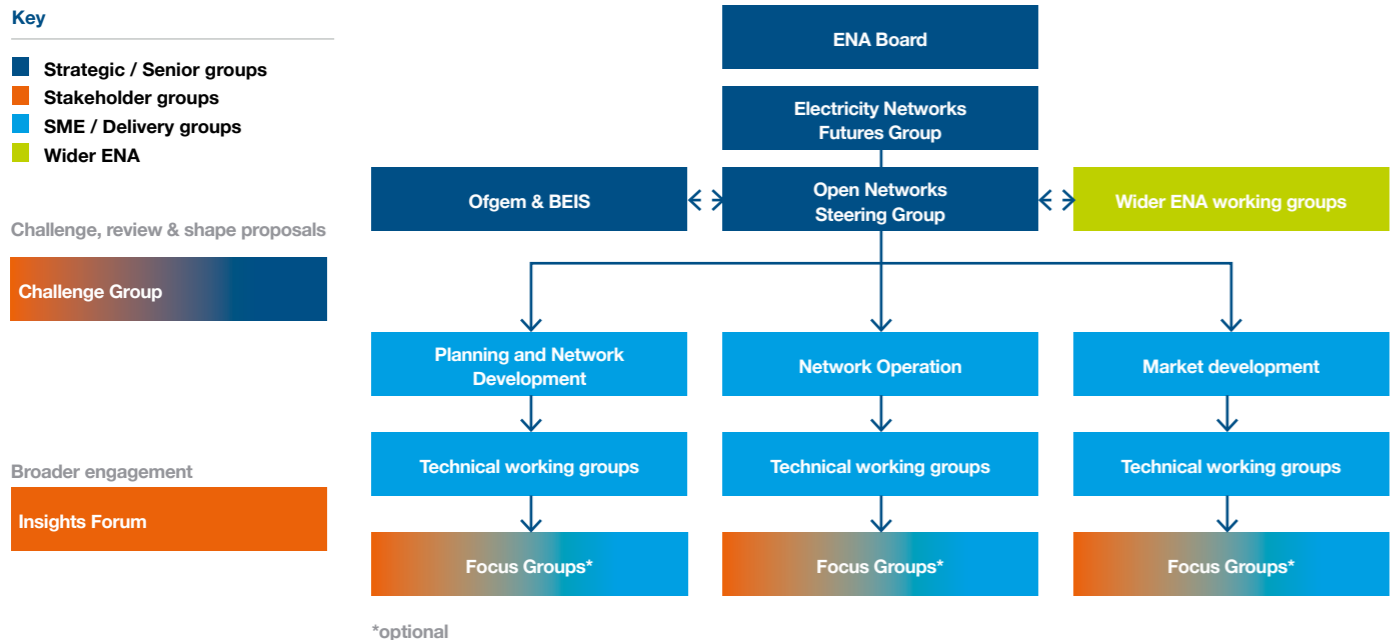 Key
Strategic / Senior groups
Stakeholder groups
SME / Delivery groups
Wider ENA
Challenge, review & shape proposals
Challenge Group
Broader engagement
Insights Forum
ENA Board
Electricity Networks
Futures Group
Ofgem & BEIS
Open Networks
Steering Group
Wider ENA working groups
Planning and Network
Development
Network Operation
Market development
Technical working groups
Technical working groups
Technical working groups
Focus Groups*
Focus Groups*
Focus Groups*
*optional